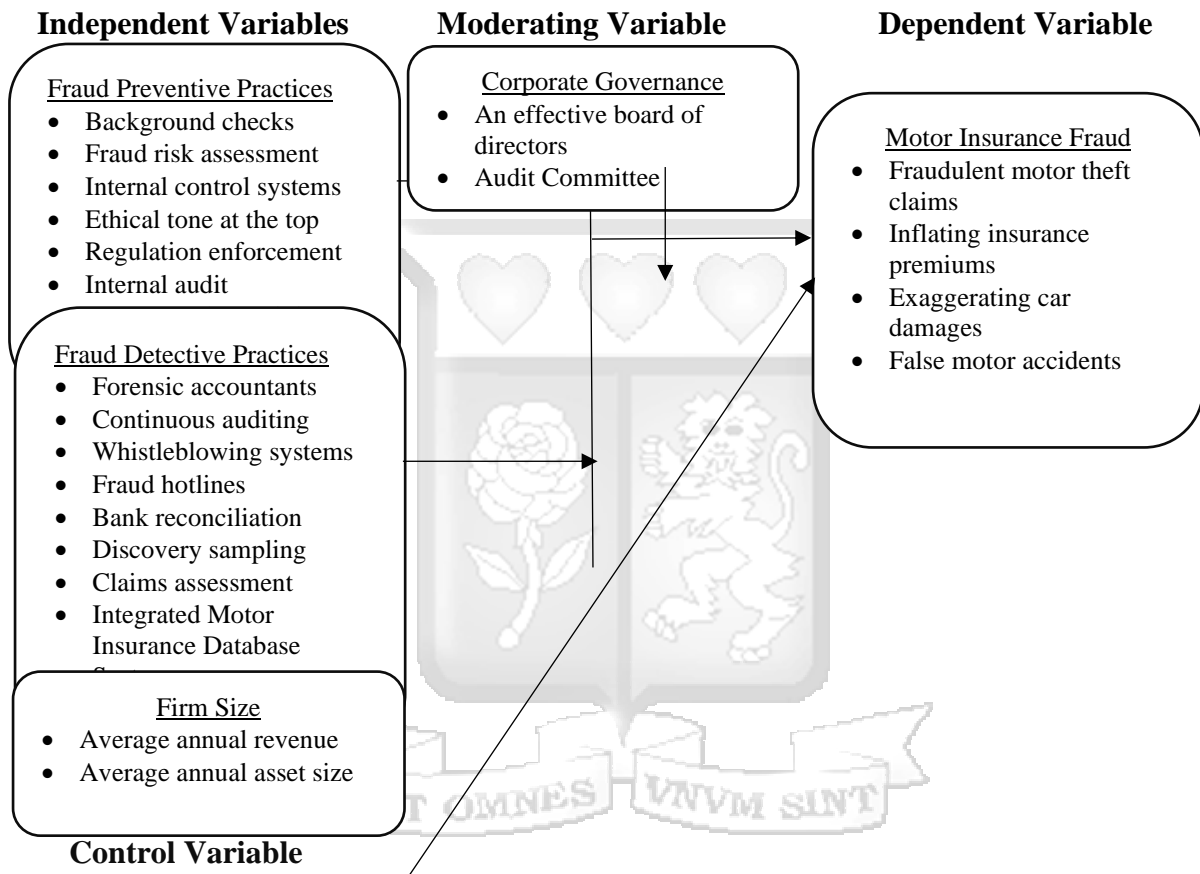 Independent Variables
Moderating Variable
Dependent Variable
Fraud Preventive Practices
• Background checks
• Fraud risk assessment
• Internal control systems
• Ethical tone at the top
• Regulation enforcement
• Internal audit
Corporate Governance
• An effective board of
directors
• Audit Committee
Motor Insurance Fraud
• Fraudulent motor theft
claims
• Inflating insurance
premiums
• Exaggerating car
damages
• False motor accidents
Fraud Detective Practices
• Forensic accountants
• Continuous auditing
• Whistleblowing systems
• Fraud hotlines
• Bank reconciliation
• Discovery sampling
• Claims assessment
• Integrated Motor
Insurance Database
Firm Size
• Average annual revenue
• Average annual asset size
Control Variable
T OMNES VNVM SINT